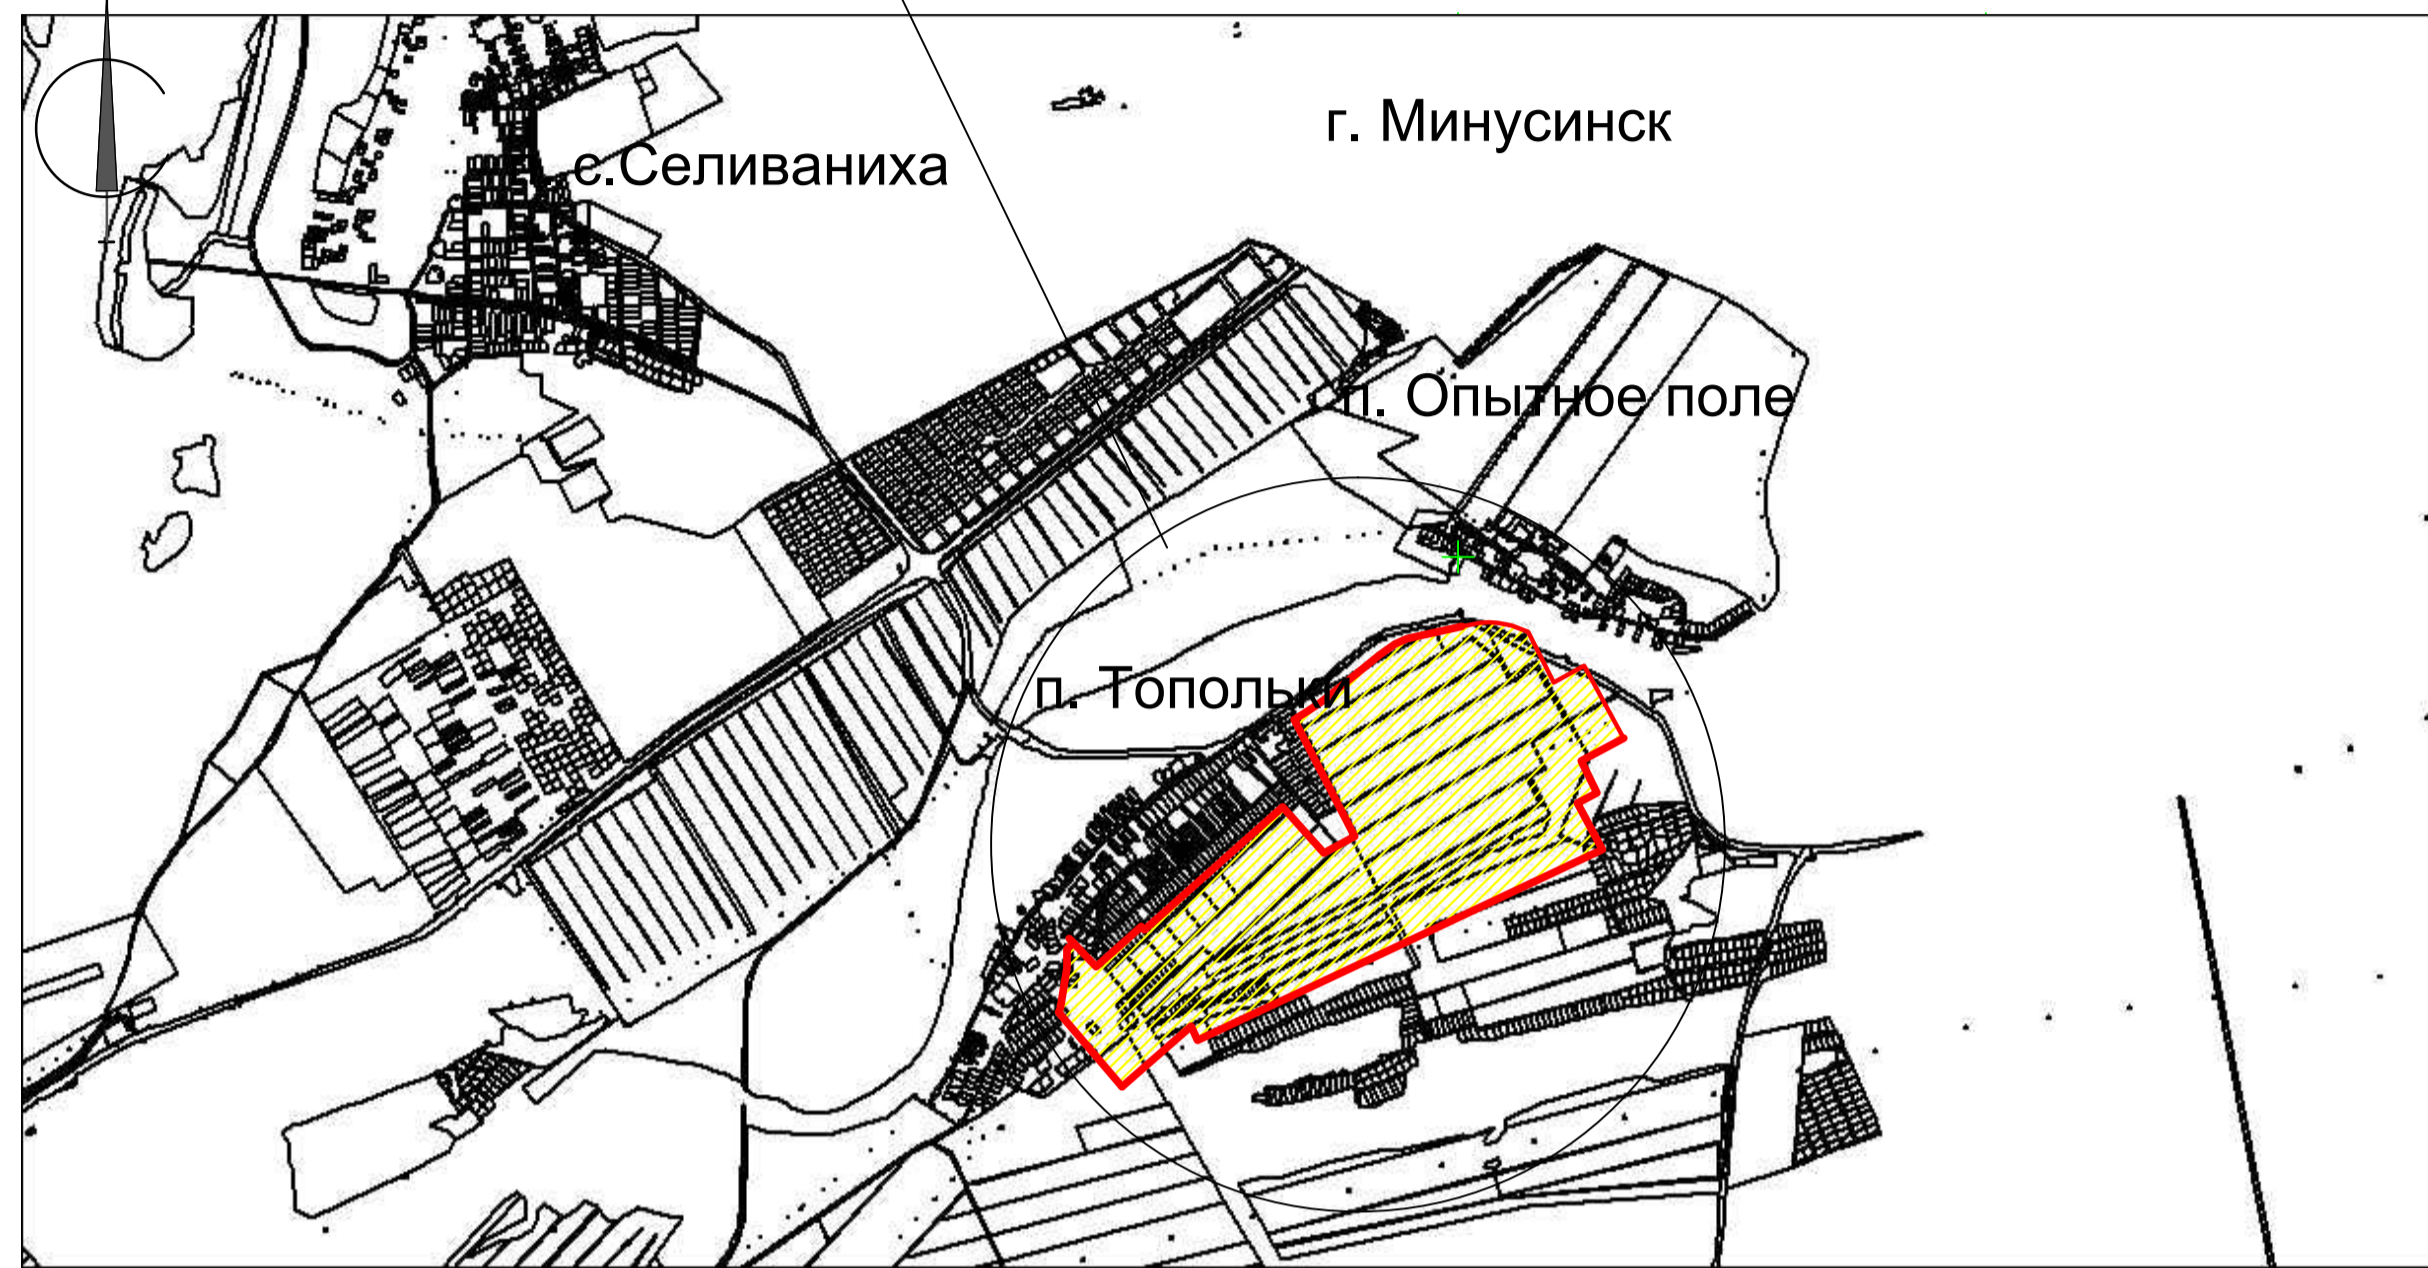 г. Минусинск
с.Селиваниха
п. Опытное поле
п. Топольки